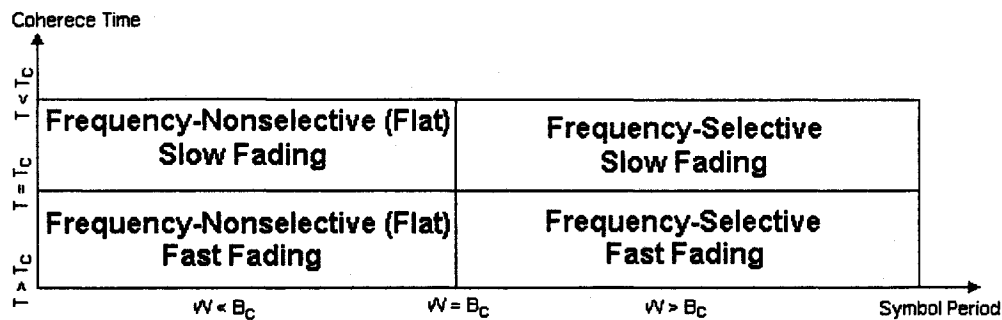 Coherece Time
T < Tc
T = Tc
T > Tc
Frequency-Nonselective (Flat)
Slow Fading
Frequency-Selective
Slow Fading
Frequency-Nonselective (Flat)
Fast Fading
Frequency-Selective
Fast Fading
W < Bc
W = Bc
W > Bc
Symbol Period